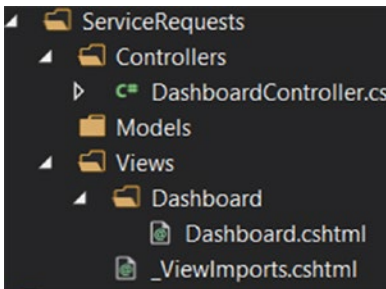 ServiceRequests
Controllers
C# DashboardController.cs
Models
Views
Dashboard
Dashboard.cshtml
_ViewImports.cshtml